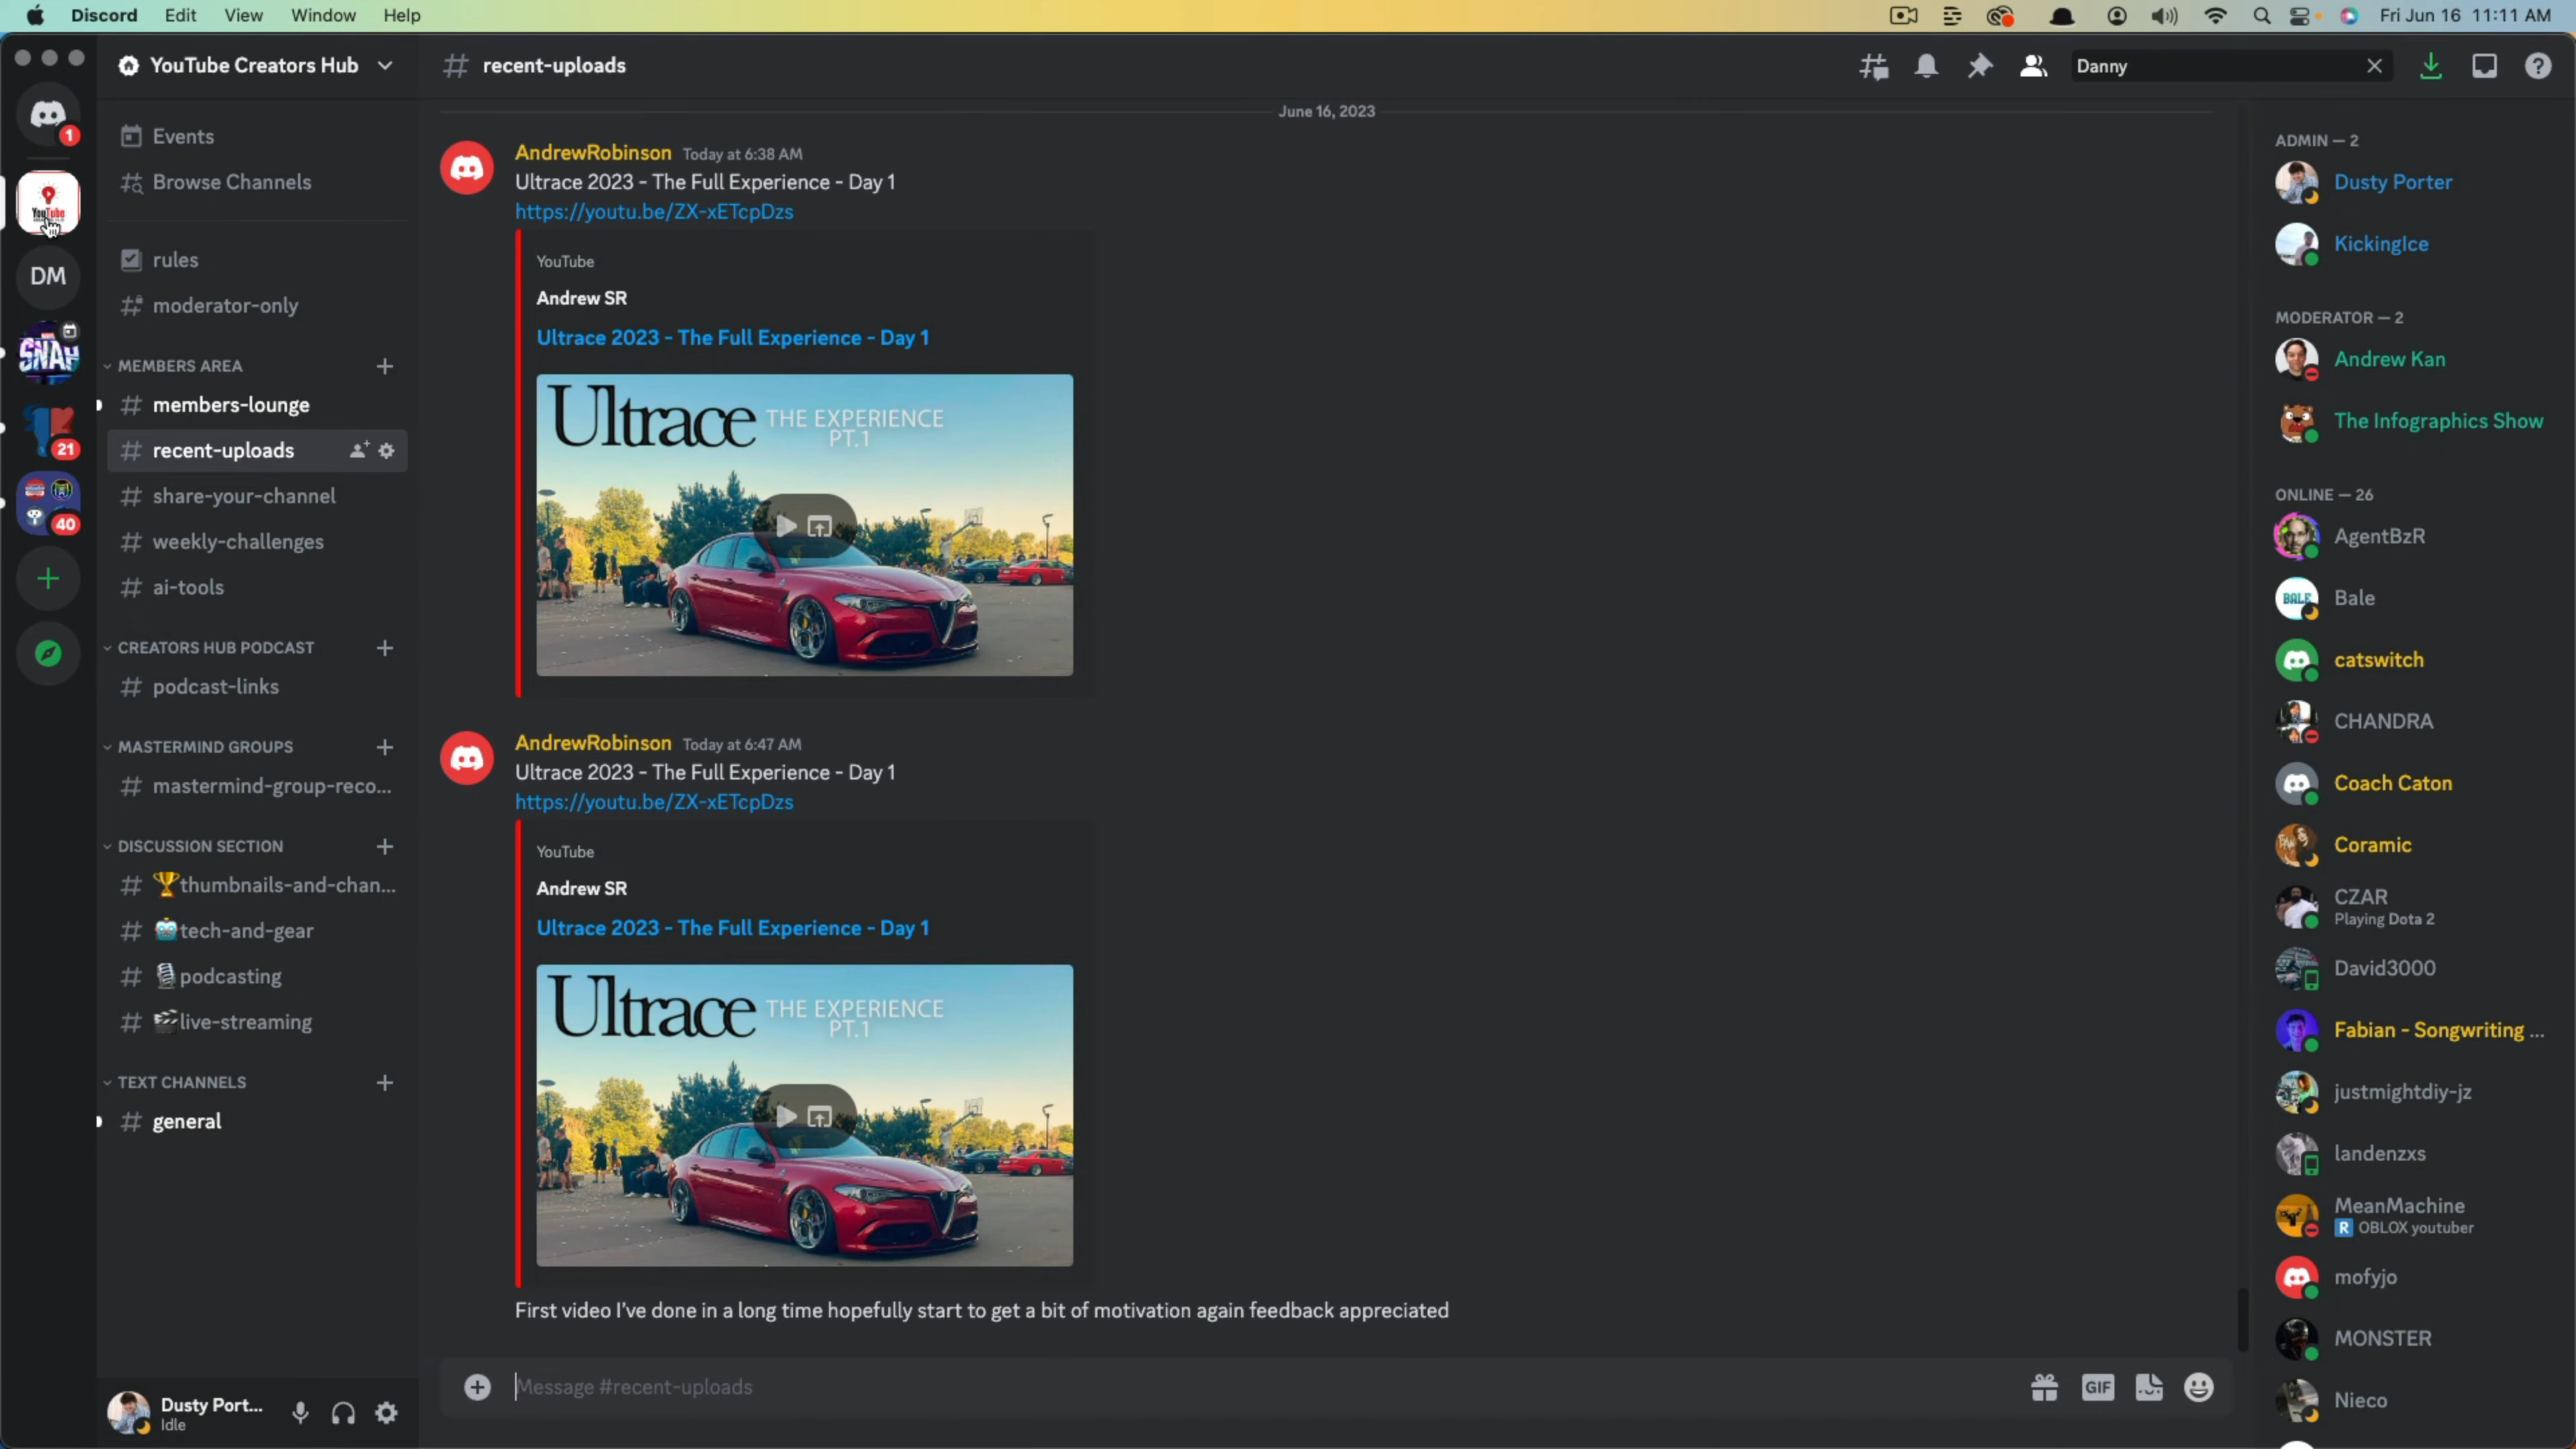 Discord Edit View Window Help
Fri Jun 16 11:11 AM
YouTube Creators Hub
# recent-uploads
Danny
1
YouTube
DM
SNAP
21
40
Events
Browse Channels
rules
moderator-only
MEMBERS AREA
members-lounge
recent-uploads
share-your-channel
weekly-challenges
ai-tools
CREATORS HUB PODCAST
podcast-links
MASTERMIND GROUPS
mastermind-group-reco...
DISCUSSION SECTION
🏆thumbnails-and-chan...
🤖tech-and-gear
🎙podcasting
🎬live-streaming
TEXT CHANNELS
general
Dusty Port...
Idle
June 16, 2023
AndrewRobinson Today at 6:38 AM
Ultrace 2023 - The Full Experience - Day 1
https://youtu.be/ZX-xETcpDzs
YouTube
Andrew SR
Ultrace 2023 - The Full Experience - Day 1
Ultrace THE EXPERIENCE
PT.1
AndrewRobinson Today at 6:47 AM
Ultrace 2023 - The Full Experience - Day 1
https://youtu.be/ZX-xETcpDzs
YouTube
Andrew SR
Ultrace 2023 - The Full Experience - Day 1
Ultrace THE EXPERIENCE
PT.1
First video I've done in a long time hopefully start to get a bit of motivation again feedback appreciated
Message #recent-uploads
GIF
ADMIN — 2
Dusty Porter
KickingIce
MODERATOR — 2
Andrew Kan
The Infographics Show
ONLINE — 26
AgentBzR
BALE
Bale
catswitch
CHANDRA
Coach Caton
Coramic
CZAR
Playing Dota 2
David3000
Fabian - Songwriting ...
justmightdiy-jz
landenzxs
MeanMachine
R OBLOX youtuber
mofyjo
MONSTER
Nieco